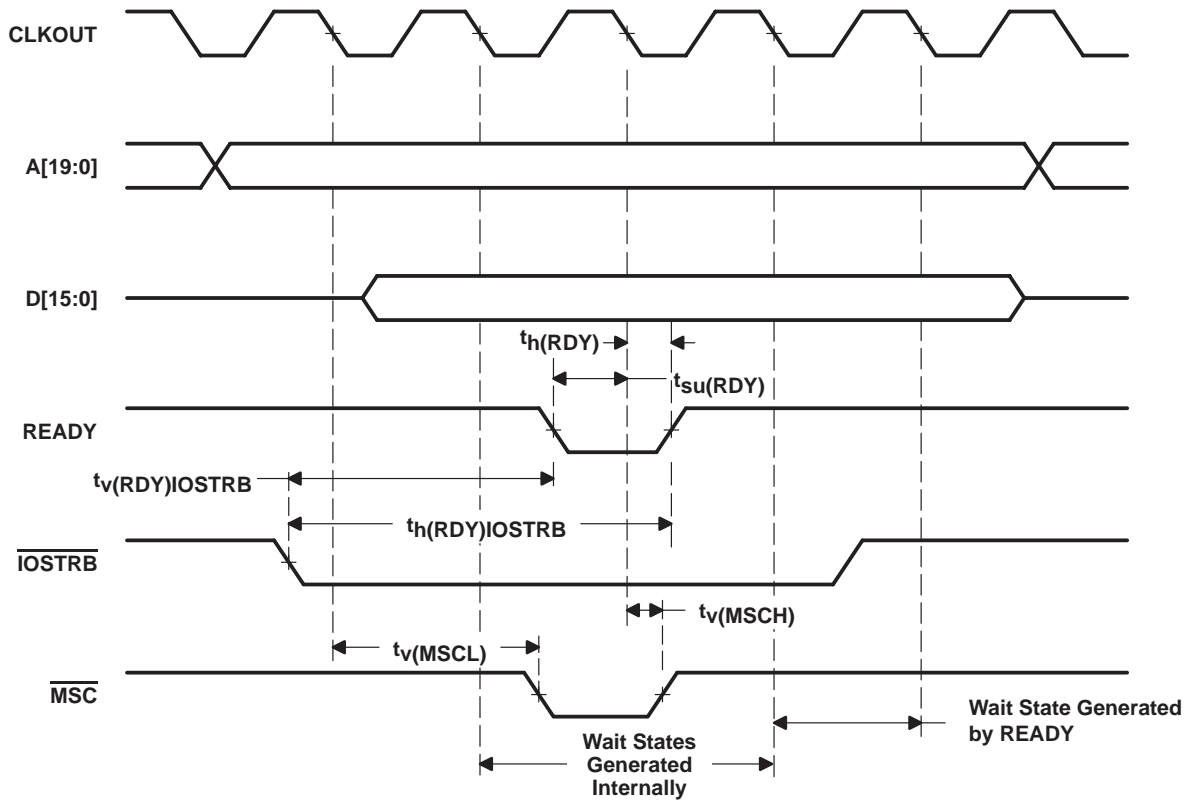 CLKOUT
A[19:0]
D[15:0]
th(RDY)
tsu(RDY)
READY
tv(RDY)IOSTRB
th(RDY)IOSTRB
IOSTRB
tv(MSCH)
tv(MSCL)
MSC
Wait State Generated
by READY
Wait States
Generated
Internally